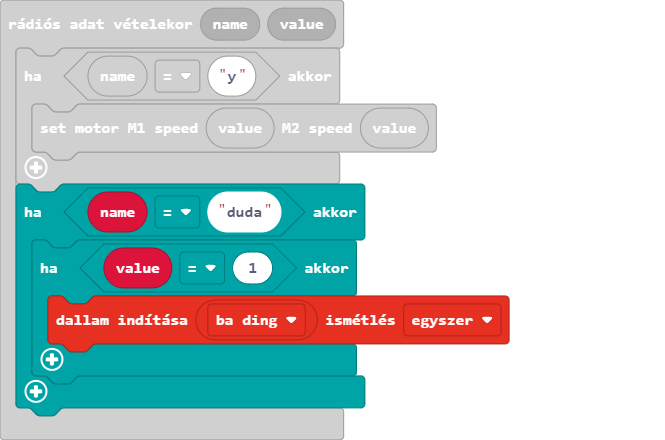 rádiós adat vételekor name value
ha name = "y" akkor
set motor M1 speed value M2 speed value
ha name = "duda" akkor
ha value = 1 akkor
dallam indítása ba ding ismétlés egyszer